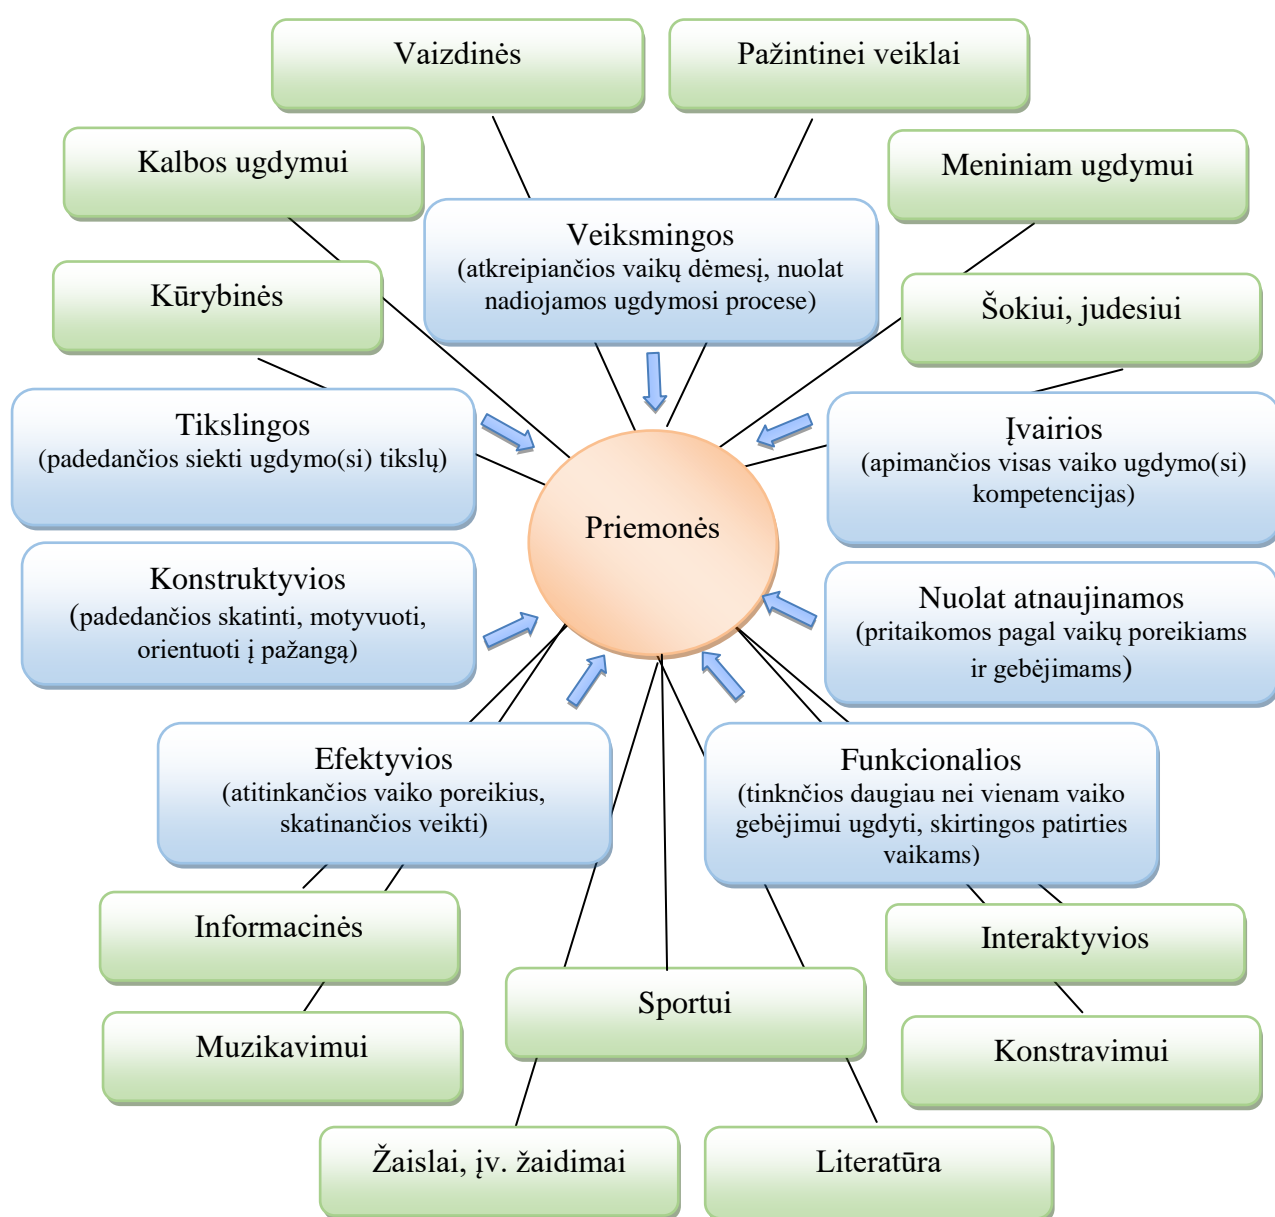 Vaizdinės
Pažintinei veiklai
Kalbos ugdymui
Meniniam ugdymui
Veiksmingos
(atkreipiančios vaikų dėmesį, nuolat
nadiojamos ugdymosi procese)
Kūrybinės
Šokiui, judesiui
Tikslingos
(padedančios siekti ugdymo(si) tikslų)
Įvairios
(apimančios visas vaiko ugdymo(si)
kompetencijas)
Priemonės
Konstruktyvios
(padedančios skatinti, motyvuoti,
orientuoti į pažangą)
Nuolat atnaujinamos
(pritaikomos pagal vaikų poreikiams
ir gebėjimams)
Efektyvios
(atitinkančios vaiko poreikius,
skatinančios veikti)
Funkcionalios
(tinknčios daugiau nei vienam vaiko
gebėjimui ugdyti, skirtingos patirties
vaikams)
Informacinės
Interaktyvios
Sportui
Muzikavimui
Konstravimui
Žaislai, įv. žaidimai
Literatūra